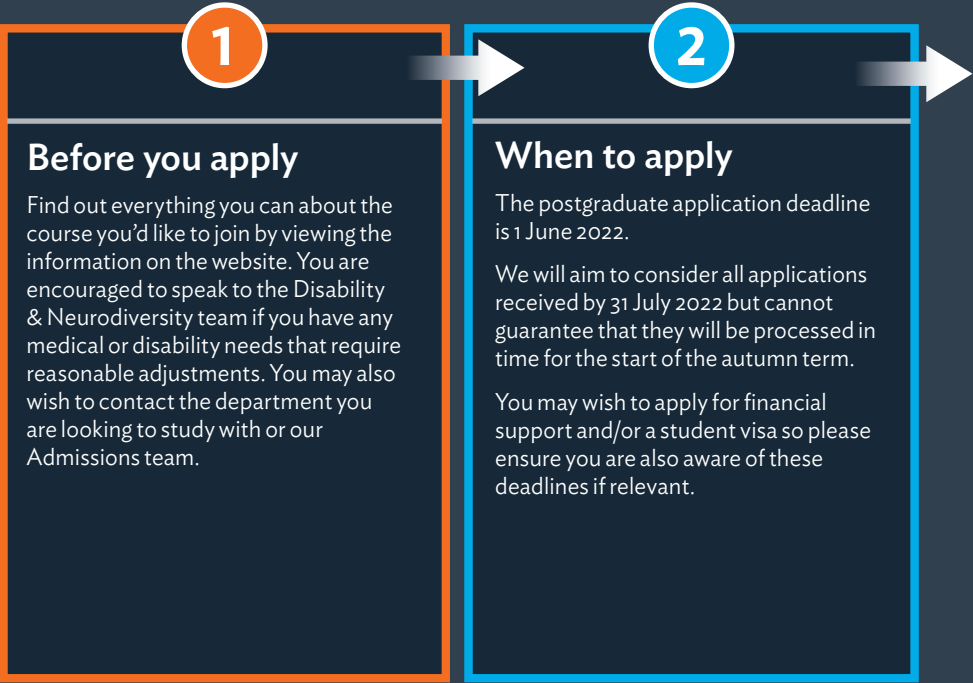 1
Before you apply
Find out everything you can about the
course you’d like to join by viewing the
information on the website. You are
encouraged to speak to the Disability
& Neurodiversity team if you have any
medical or disability needs that require
reasonable adjustments. You may also
wish to contact the department you
are looking to study with or our
Admissions team.
2
When to apply
The postgraduate application deadline
is 1 June 2022.
We will aim to consider all applications
received by 31 July 2022 but cannot
guarantee that they will be processed in
time for the start of the autumn term.
You may wish to apply for financial
support and/or a student visa so please
ensure you are also aware of these
deadlines if relevant.